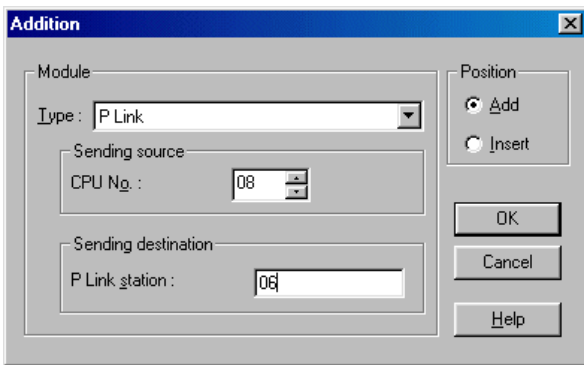 Addition
Module
Type : P Link
Sending source
CPU No. : 08
Sending destination
P Link station : 06
Position
Add
Insert
OK
Cancel
Help